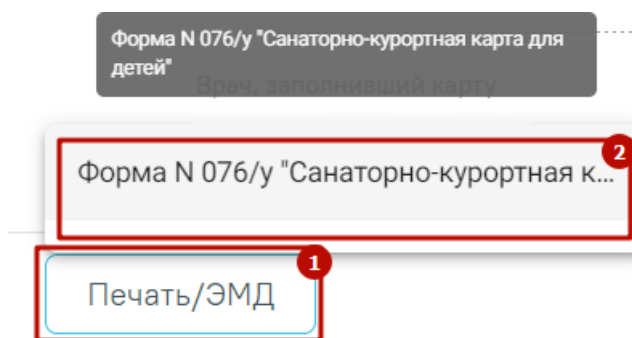 Форма N 076/у "Санаторно-курортная карта для
детей"
Врач, заполнивший карту
2
Форма N 076/у "Санаторно-курортная к...
1
Печать/ЭМД